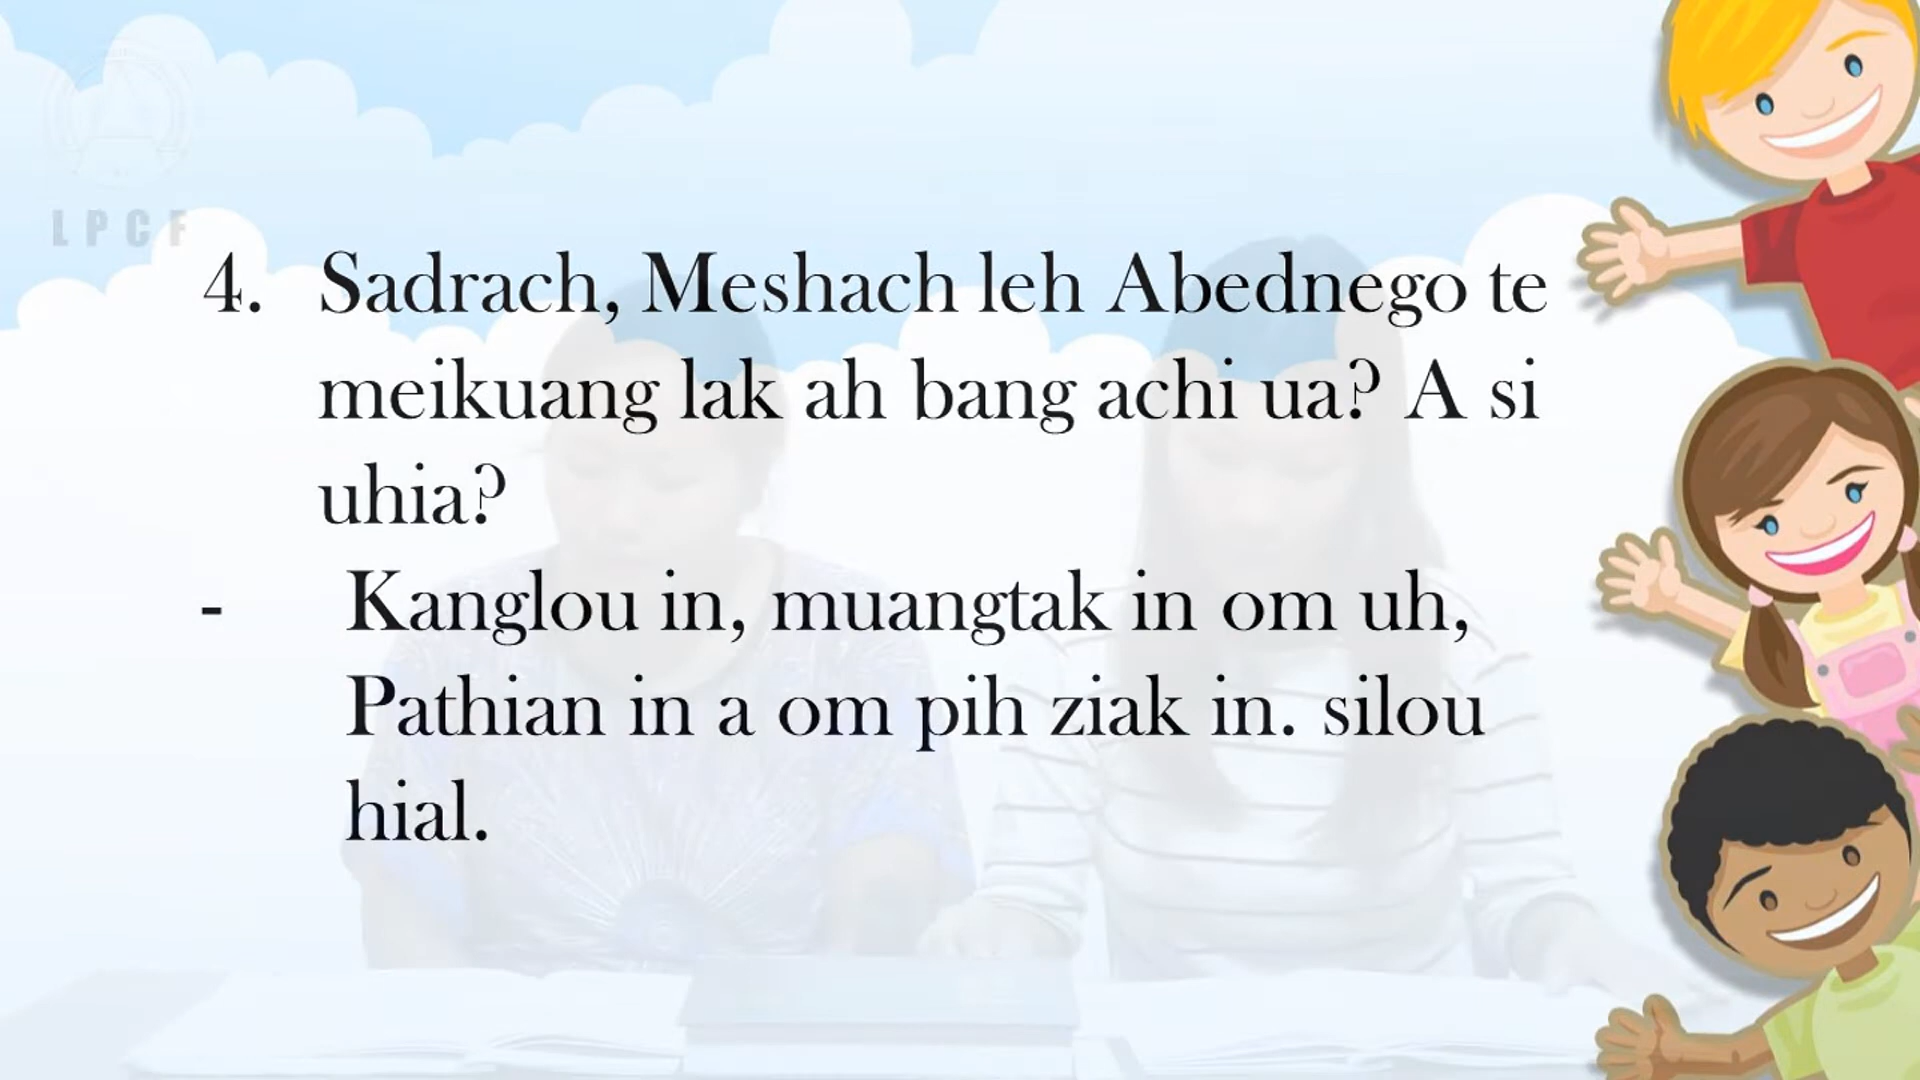 LPCF
4. Sadrach, Meshach leh Abednego te
meikuang lak ah bang achi ua? A si
uhia?
- Kanglou in, muangtak in om uh,
Pathian in a om pih ziak in. silou
hial.